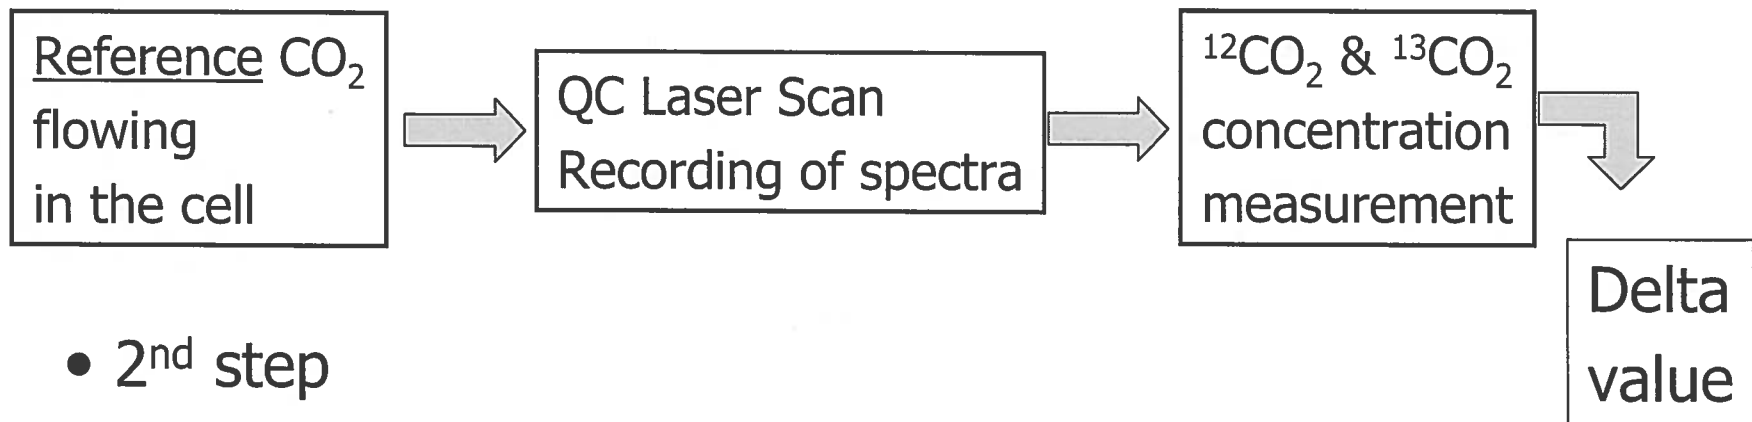 Reference CO₂
flowing
in the cell
QC Laser Scan
Recording of spectra
¹²CO₂ & ¹³CO₂
concentration
measurement
Delta
value
• 2ⁿᵈ step